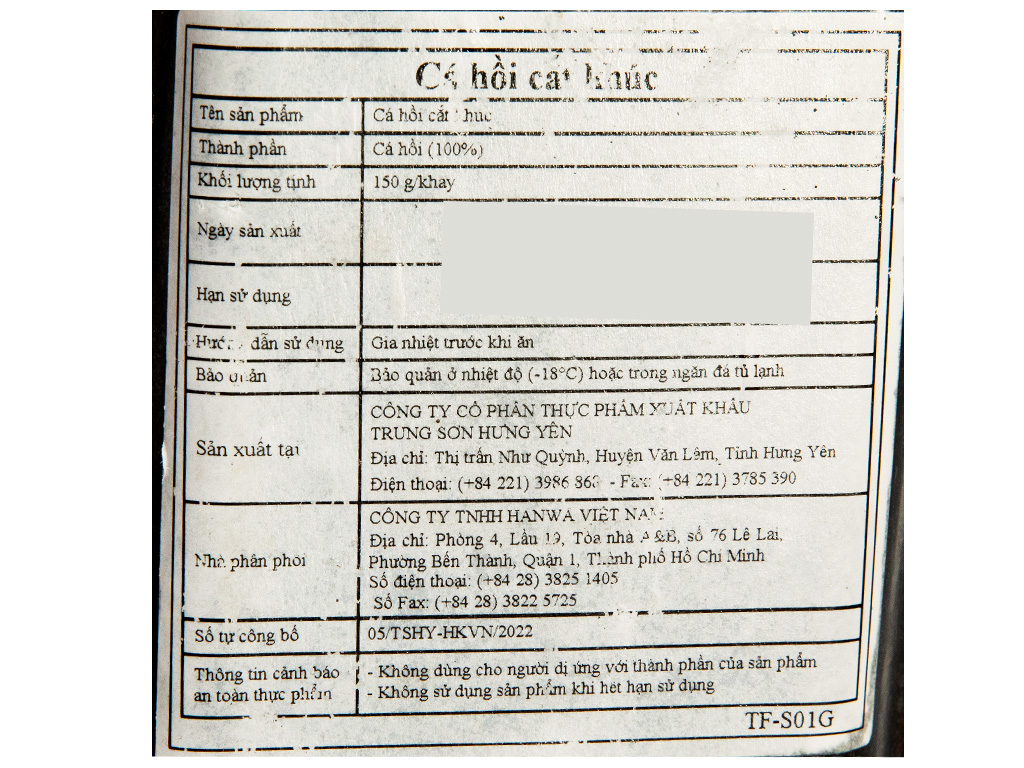 Cá hồi cắt khúc
Tên sản phẩm Cá hồi cắt khúc
Thành phần Cá hồi (100%)
Khối lượng tịnh 150 g/khay
Ngày sản xuất
Hạn sử dụng
Hướng dẫn sử dụng Gia nhiệt trước khi ăn
Bảo quản Bảo quản ở nhiệt độ (-18°C) hoặc trong ngăn đá tủ lạnh
Sản xuất tại
CÔNG TY CỔ PHẦN THỰC PHẨM XUẤT KHẨU
TRUNG SƠN HƯNG YÊN
Địa chỉ: Thị trấn Như Quỳnh, Huyện Văn Lâm, Tỉnh Hưng Yên
Điện thoại: (+84 221) 3986 - Fax: (+84 221) 3785 390
Nhà phân phối
CÔNG TY TNHH HANWA VIỆT NAM
Địa chỉ: Phòng 4, Lầu 19, Tòa nhà A&B, số 76 Lê Lai,
Phường Bến Thành, Quận 1, Thành phố Hồ Chí Minh
Số điện thoại: (+84 28) 3825 1405
Số Fax: (+84 28) 3822 5725
Số tự công bố 05/TSHY-HKVN/2022
Thông tin cảnh báo - Không dùng cho người dị ứng với thành phần của sản phẩm
an toàn thực phẩm - Không sử dụng sản phẩm khi hết hạn sử dụng
TF-S01G